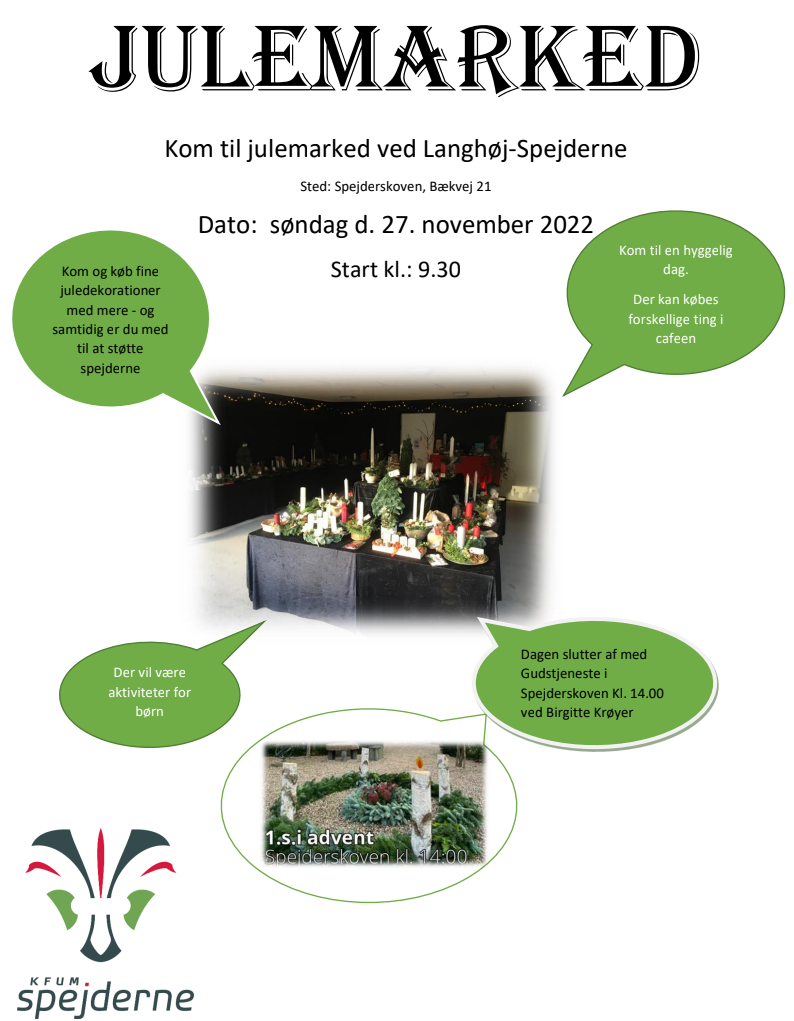 JULEMARKED
Kom til julemarked ved Langhøj-Spejderne
Sted: Spejderskoven, Bækvej 21
Dato:  søndag d. 27. november 2022
Start kl.: 9.30
Kom og køb fine
juledekorationer
med mere - og
samtidig er du med
til at støtte
spejderne
Kom til en hyggelig
dag.
Der kan købes
forskellige ting i
cafeen
Der vil være
aktiviteter for
børn
Dagen slutter af med
Gudstjeneste i
Spejderskoven Kl. 14.00
ved Birgitte Krøyer
1.s.i advent
Spejderskoven kl. 14:00
KFUM
spejderne